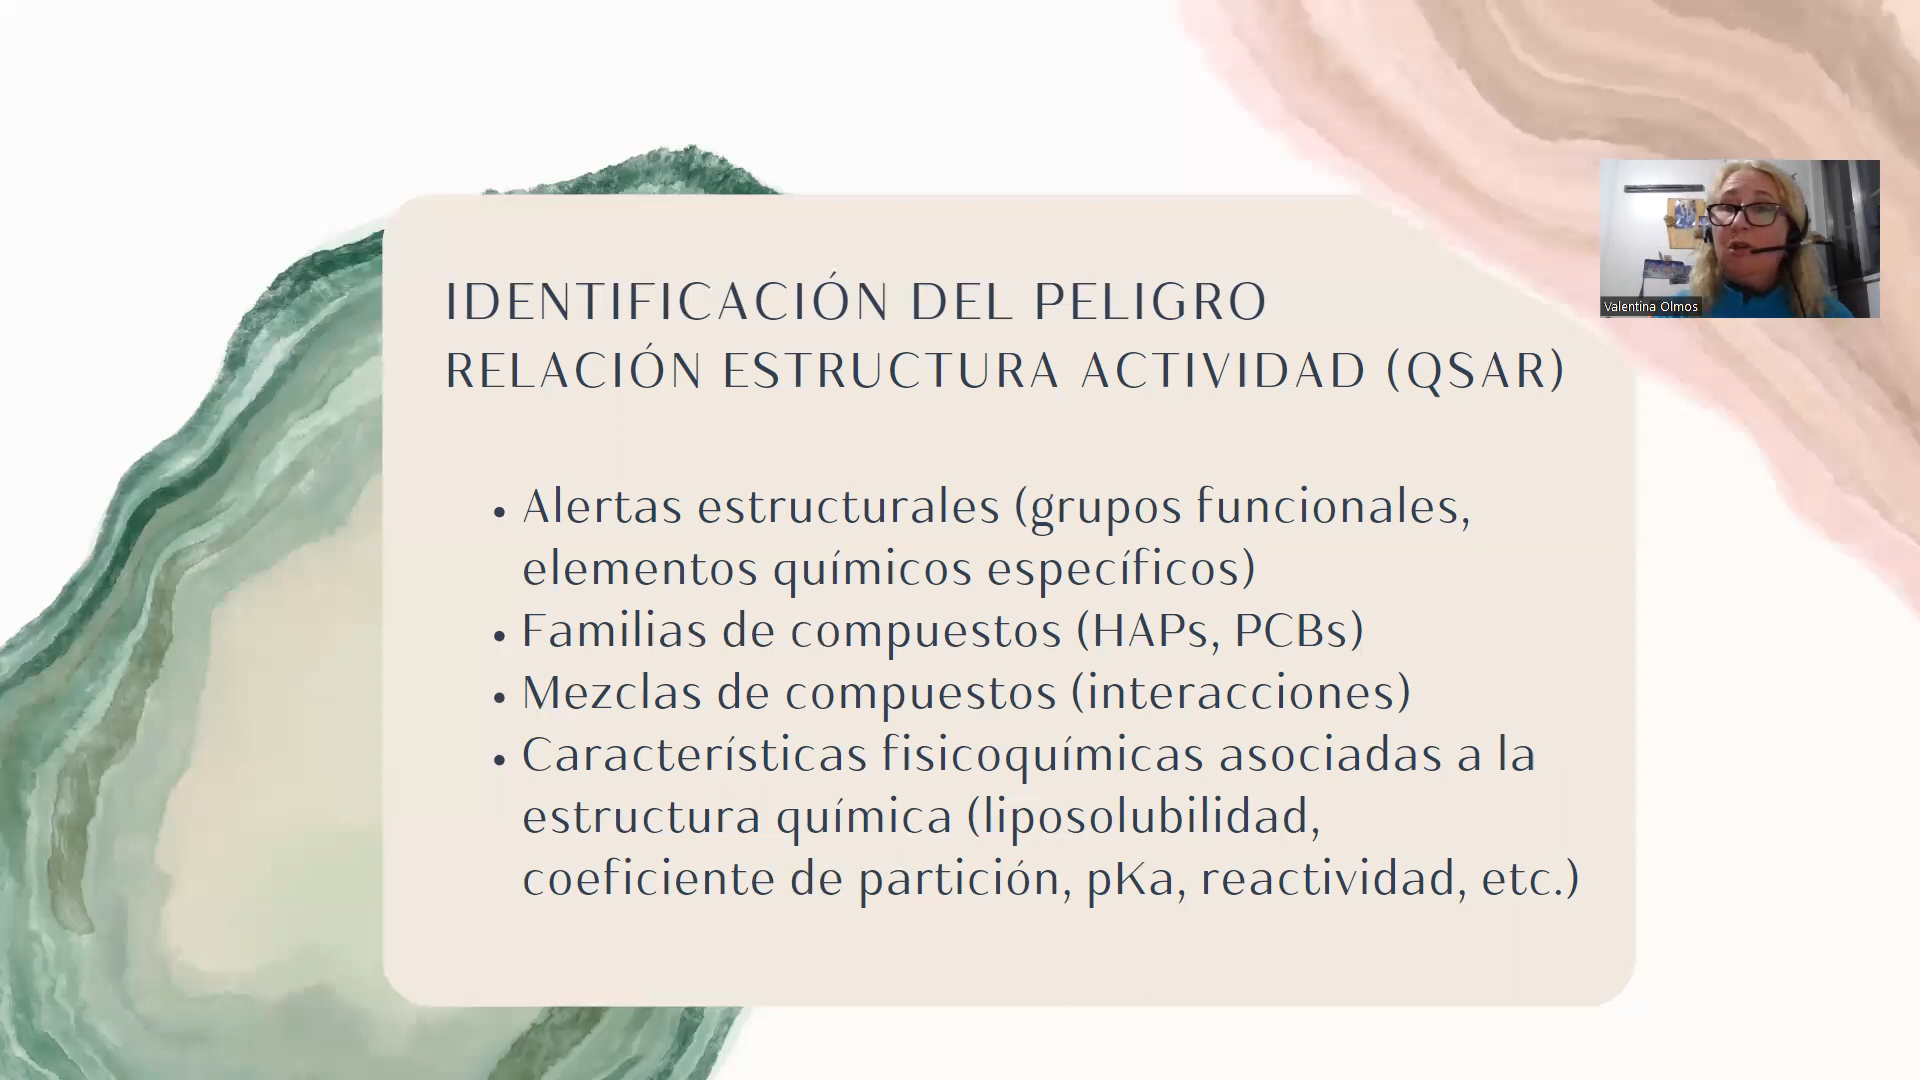 IDENTIFICACIÓN DEL PELIGRO
RELACIÓN ESTRUCTURA ACTIVIDAD (QSAR)
• Alertas estructurales (grupos funcionales,
elementos químicos específicos)
• Familias de compuestos (HAPs, PCBs)
• Mezclas de compuestos (interacciones)
• Características fisicoquímicas asociadas a la
estructura química (liposolubilidad,
coeficiente de partición, pKa, reactividad, etc.)
Valentina Olmos